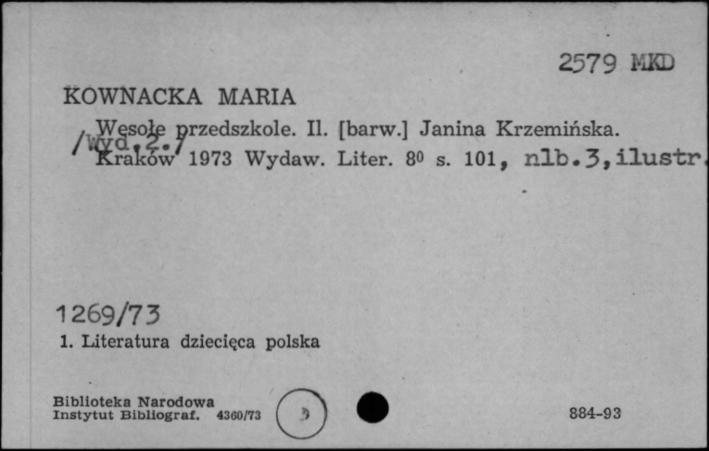 2579 MKD
KOWNACKA MARIA
Wesołe przedszkole. Il. [barw.] Janina Krzemińska.
/Wyd.2./
Kraków 1973 Wydaw. Liter. 8⁰ s. 101, nlb.3,ilustr.
1269/73
1. Literatura dziecięca polska
Biblioteka Narodowa
Instytut Bibliograf. 4360/73
884-93